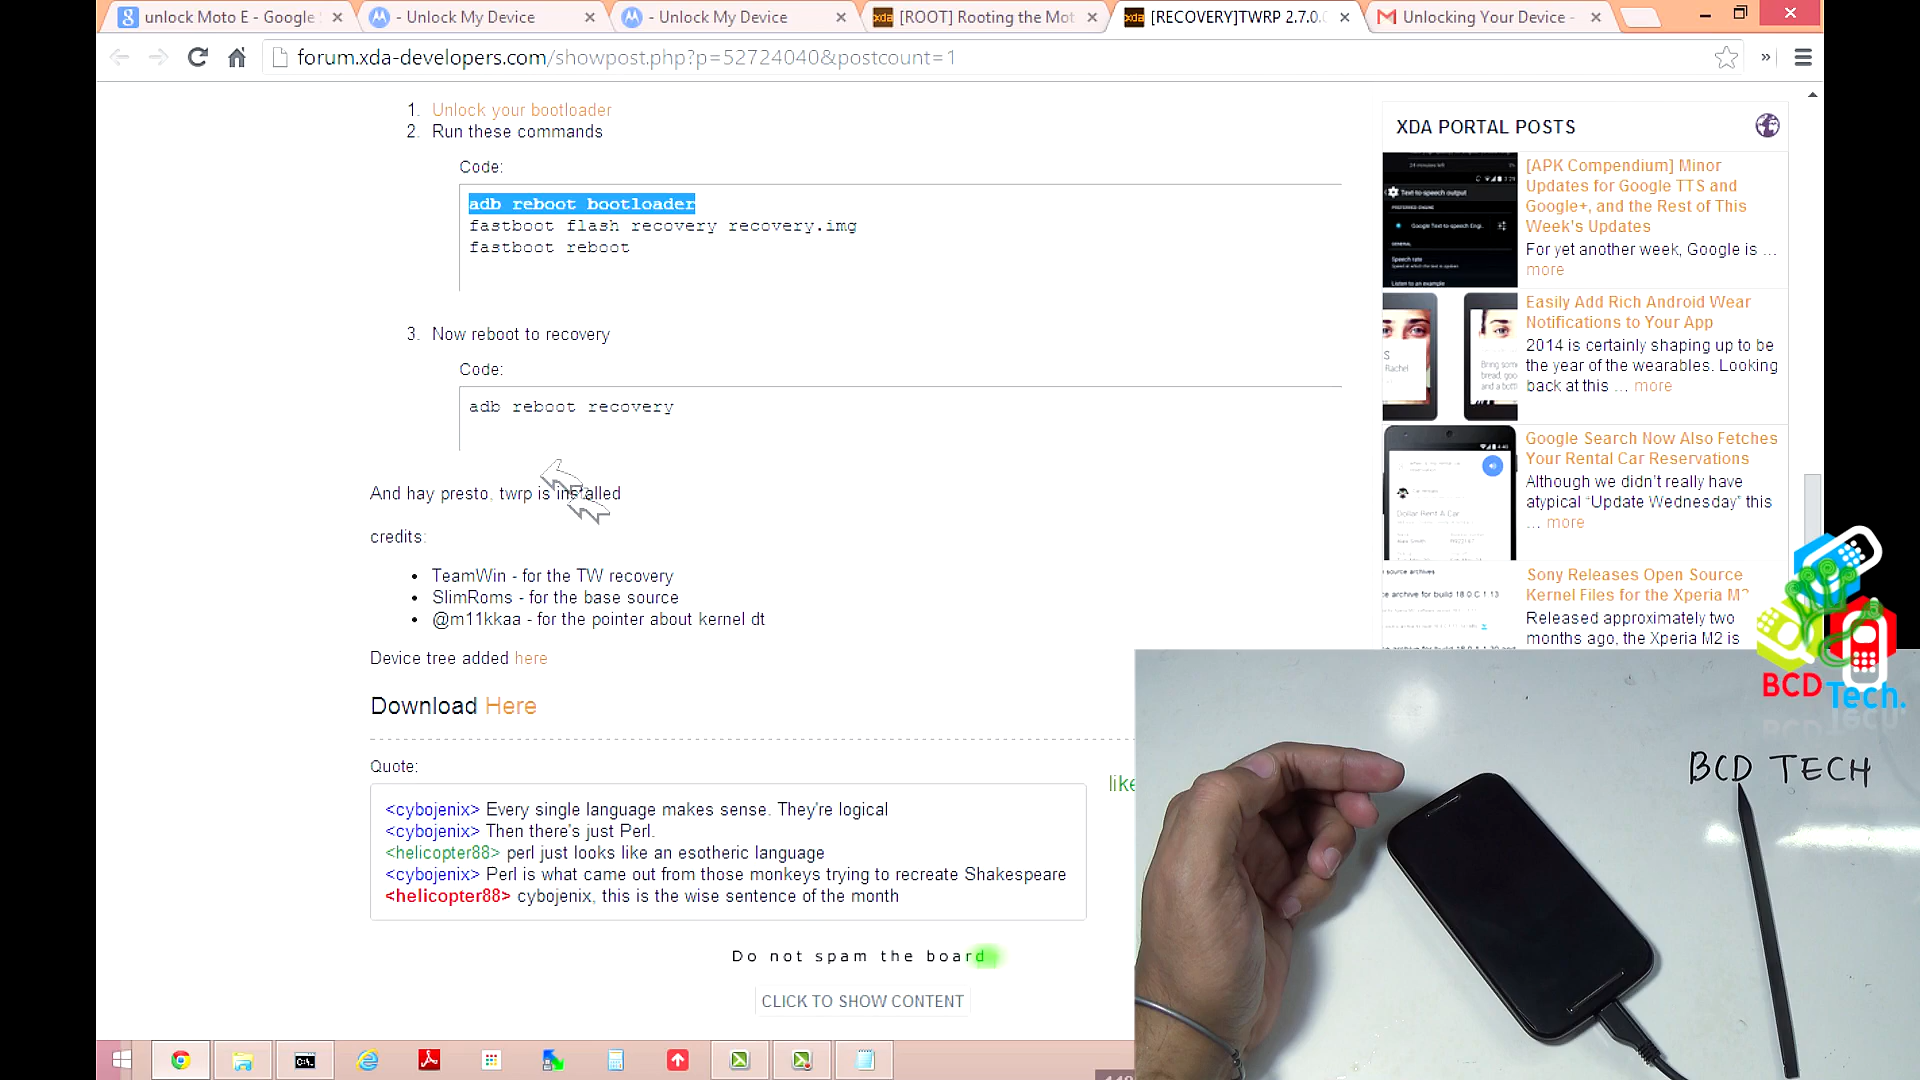 unlock Moto E - Google
- Unlock My Device
- Unlock My Device
[ROOT] Rooting the Mot
[RECOVERY]TWRP 2.7.0.
Unlocking Your Device -
forum.xda-developers.com/showpost.php?p=52724040&postcount=1
1. Unlock your bootloader
2. Run these commands
Code:
adb reboot bootloader
fastboot flash recovery recovery.img
fastboot reboot
3. Now reboot to recovery
Code:
adb reboot recovery
And hay presto, twrp is installed
credits:
• TeamWin - for the TW recovery
• SlimRoms - for the base source
• @m11kkaa - for the pointer about kernel dt
Device tree added here
Download Here
Quote:
<cybojenix> Every single language makes sense. They're logical
<cybojenix> Then there's just Perl.
<helicopter88> perl just looks like an esotheric language
<cybojenix> Perl is what came out from those monkeys trying to recreate Shakespeare
<helicopter88> cybojenix, this is the wise sentence of the month
like
Do not spam the board
CLICK TO SHOW CONTENT
XDA PORTAL POSTS
Text-to-speech output
[APK Compendium] Minor
Updates for Google TTS and
Google+, and the Rest of This
Week's Updates
For yet another week, Google is ...
more
Easily Add Rich Android Wear
Notifications to Your App
2014 is certainly shaping up to be
the year of the wearables. Looking
back at this ... more
Google Search Now Also Fetches
Your Rental Car Reservations
Although we didn't really have
atypical "Update Wednesday" this
... more
Sony Releases Open Source
Kernel Files for the Xperia M2
Released approximately two
months ago, the Xperia M2 is
BCD Tech.
BCD TECH